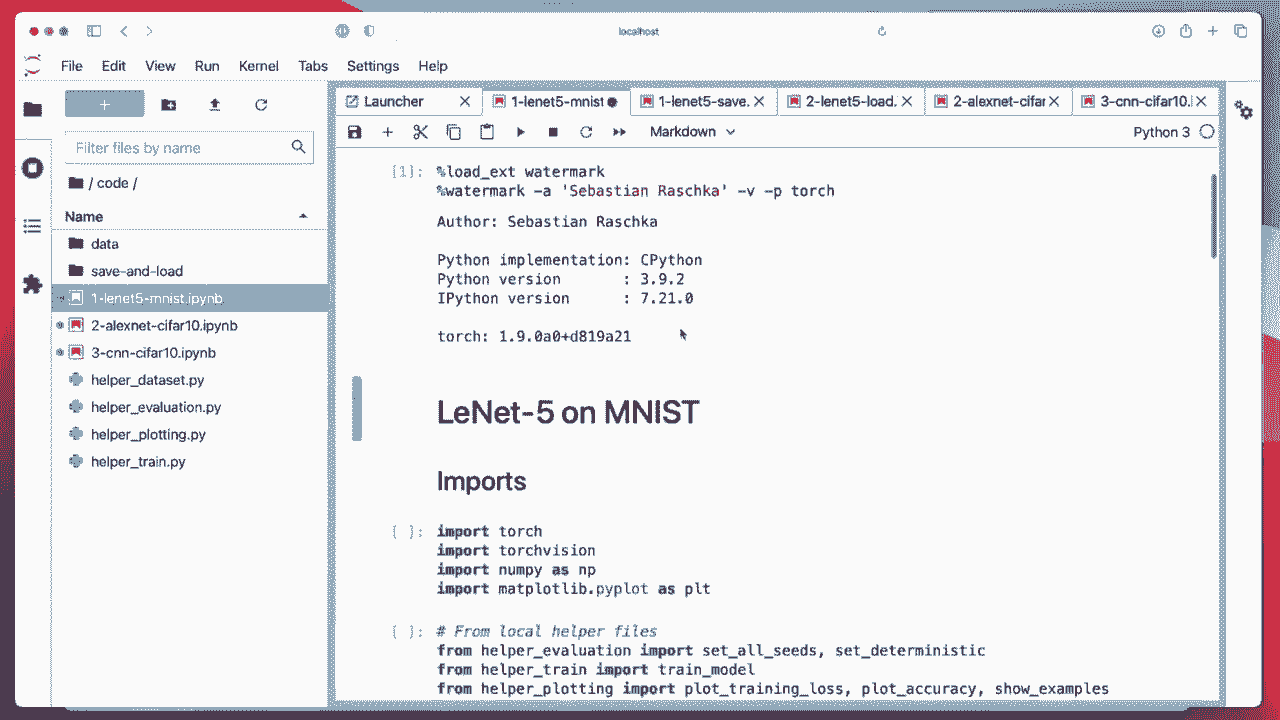 localhost
File Edit View Run Kernel Tabs Settings Help
Launcher 1-lenet5-mnist 1-lenet5-save. 2-lenet5-load. 2-alexnet-cifar 3-cnn-cifar10.
Markdown Python 3
Filter files by name
/ code /
Name
data
save-and-load
1-lenet5-mnist.ipynb
2-alexnet-cifar10.ipynb
3-cnn-cifar10.ipynb
helper_dataset.py
helper_evaluation.py
helper_plotting.py
helper_train.py
[1]: %load_ext watermark
%watermark -a 'Sebastian Raschka' -v -p torch
Author: Sebastian Raschka
Python implementation: CPython
Python version : 3.9.2
IPython version : 7.21.0
torch: 1.9.0a0+d819a21
LeNet-5 on MNIST
Imports
[ ]: import torch
import torchvision
import numpy as np
import matplotlib.pyplot as plt
[ ]: # From local helper files
from helper_evaluation import set_all_seeds, set_deterministic
from helper_train import train_model
from helper_plotting import plot_training_loss, plot_accuracy, show_examples